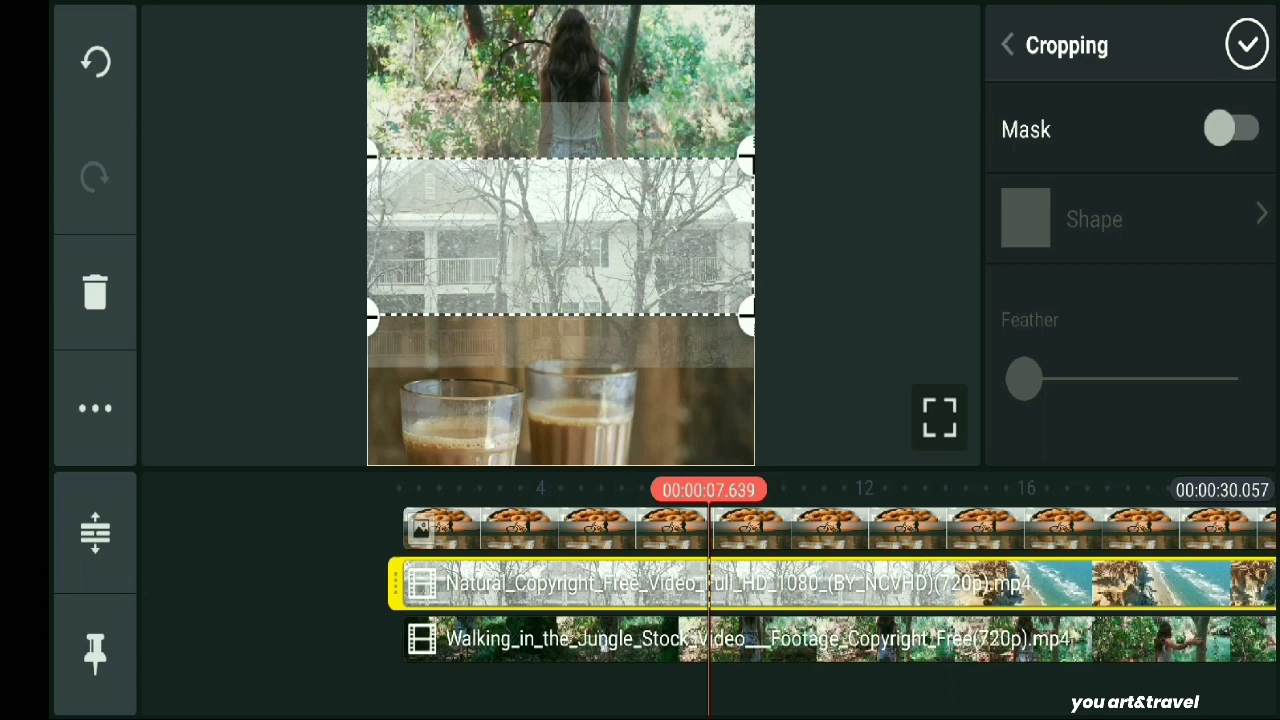 Cropping
Mask
Shape
Feather
4
00:00:07.639
12
16
00:00:30.057
Natural_Copyright_Free_Video_Full_HD_1080_(BY_NCVHD)(720p).mp4
Walking_in_the_Jungle_Stock_Video___Footage_Copyright_Free(720p).mp4
you art&travel